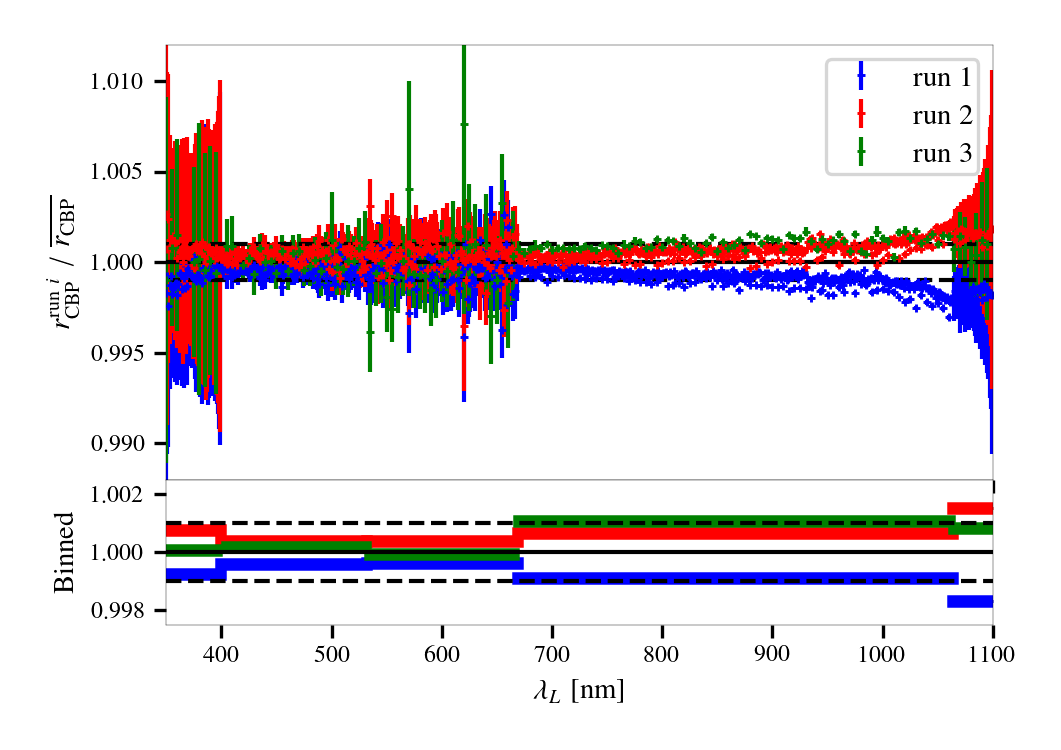 1.010
1.005
1.000
0.995
0.990
r_CBP^run i / \overline{r_CBP}
run 1
run 2
run 3
1.002
1.000
0.998
Binned
400 500 600 700 800 900 1000 1100
λ_L [nm]